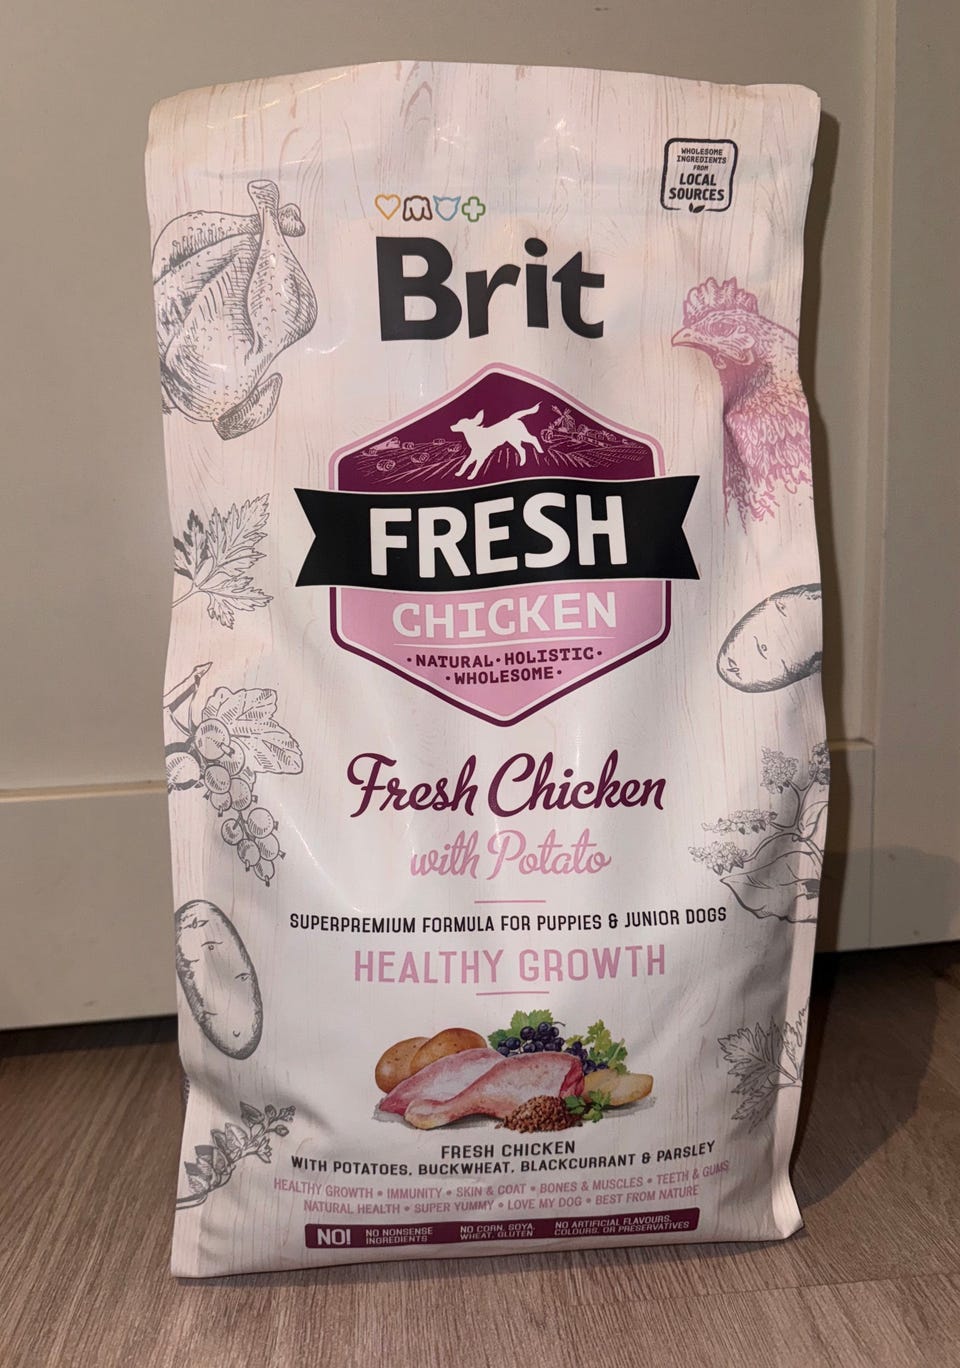 WHOLESOME
INGREDIENTS
FROM
LOCAL
SOURCES
Brit
FRESH
CHICKEN
•NATURAL•HOLISTIC•
•WHOLESOME•
Fresh Chicken
with Potato
SUPERPREMIUM FORMULA FOR PUPPIES & JUNIOR DOGS
HEALTHY GROWTH
FRESH CHICKEN
WITH POTATOES, BUCKWHEAT, BLACKCURRANT & PARSLEY
HEALTHY GROWTH • IMMUNITY • SKIN & COAT • BONES & MUSCLES • TEETH & GUMS
NATURAL HEALTH • SUPER YUMMY • LOVE MY DOG • BEST FROM NATURE
NO!
NO NONSENSE
INGREDIENTS
NO CORN, SOYA,
WHEAT, GLUTEN
NO ARTIFICIAL FLAVOURS,
COLOURS, OR PRESERVATIVES